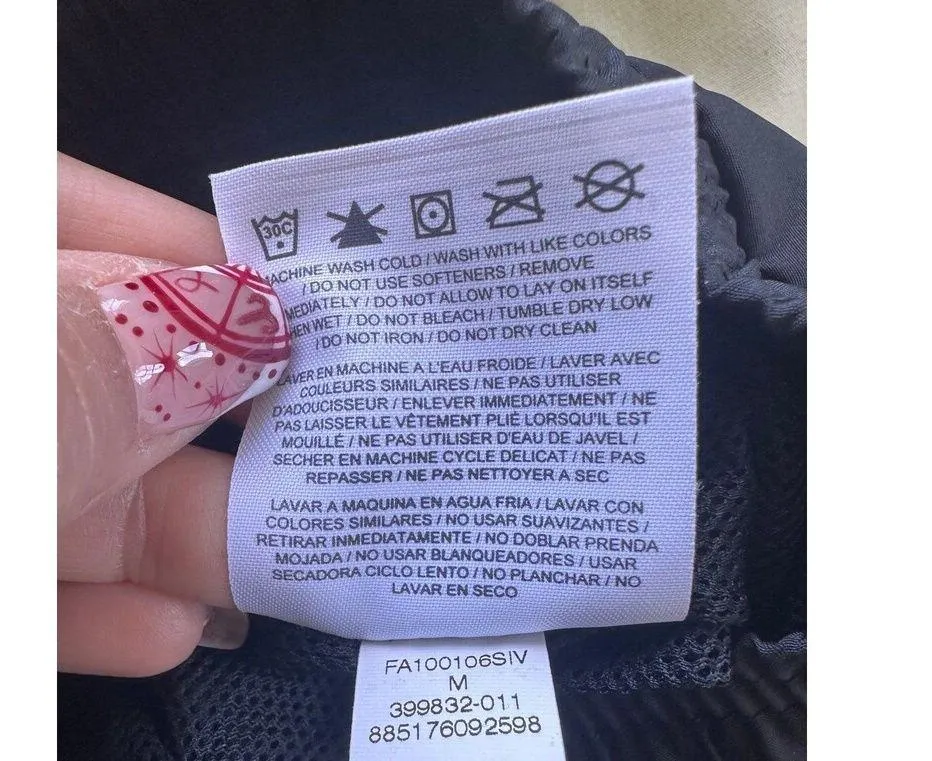 30C
MACHINE WASH COLD / WASH WITH LIKE COLORS
/ DO NOT USE SOFTENERS / REMOVE
MEDIATELY / DO NOT ALLOW TO LAY ON ITSELF
HEN WET / DO NOT BLEACH / TUMBLE DRY LOW
/ DO NOT IRON / DO NOT DRY CLEAN
LAVER EN MACHINE A L'EAU FROIDE / LAVER AVEC
COULEURS SIMILAIRES / NE PAS UTILISER
D'ADOUCISSEUR / ENLEVER IMMEDIATEMENT / NE
PAS LAISSER LE VÊTEMENT PLIÉ LORSQU'IL EST
MOUILLÉ / NE PAS UTILISER D'EAU DE JAVEL /
SECHER EN MACHINE CYCLE DELICAT / NE PAS
REPASSER / NE PAS NETTOYER A SEC
LAVAR A MAQUINA EN AGUA FRIA / LAVAR CON
COLORES SIMILARES / NO USAR SUAVIZANTES /
RETIRAR INMEDIATAMENTE / NO DOBLAR PRENDA
MOJADA / NO USAR BLANQUEADORES / USAR
SECADORA CICLO LENTO / NO PLANCHAR / NO
LAVAR EN SECO
FA100106SIV
M
399832-011
885176092598